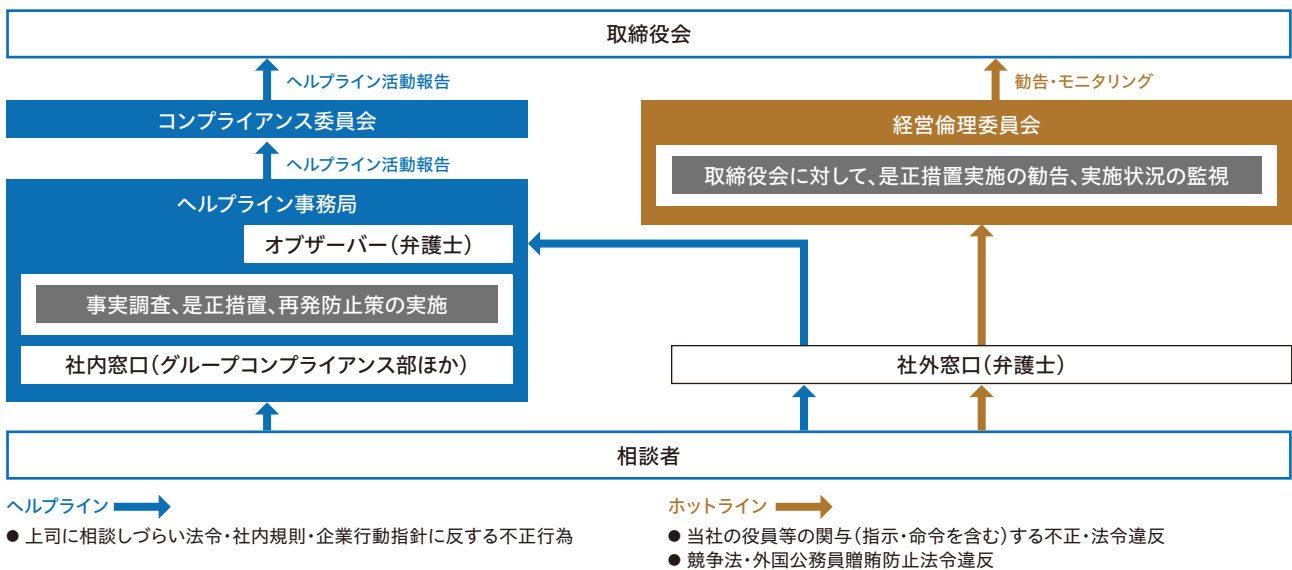 取締役会
ヘルプライン活動報告
勧告・モニタリング
コンプライアンス委員会
経営倫理委員会
ヘルプライン活動報告
取締役会に対して、是正措置実施の勧告、実施状況の監視
ヘルプライン事務局
オブザーバー(弁護士)
事実調査、是正措置、再発防止策の実施
社内窓口(グループコンプライアンス部ほか)
社外窓口(弁護士)
相談者
ヘルプライン
● 上司に相談しづらい法令・社内規則・企業行動指針に反する不正行為
ホットライン
● 当社の役員等の関与(指示・命令を含む)する不正・法令違反
● 競争法・外国公務員贈賄防止法令違反